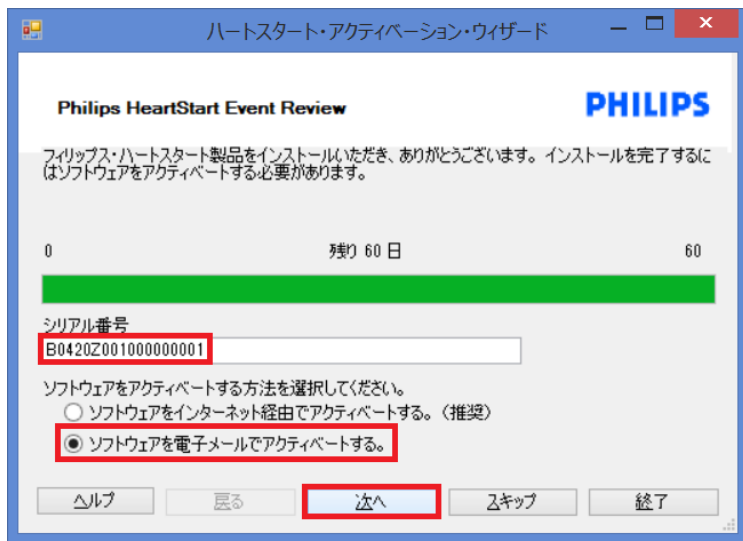 ハートスタート・アクティベーション・ウィザード
Philips HeartStart Event Review
PHILIPS
フィリップス・ハートスタート製品をインストールいただき、ありがとうございます。インストールを完了するに
はソフトウェアをアクティベートする必要があります。
0 残り 60 日 60
シリアル番号
B0420Z001000000001
ソフトウェアをアクティベートする方法を選択してください。
ソフトウェアをインターネット経由でアクティベートする。（推奨）
ソフトウェアを電子メールでアクティベートする。
ヘルプ 戻る 次へ スキップ 終了